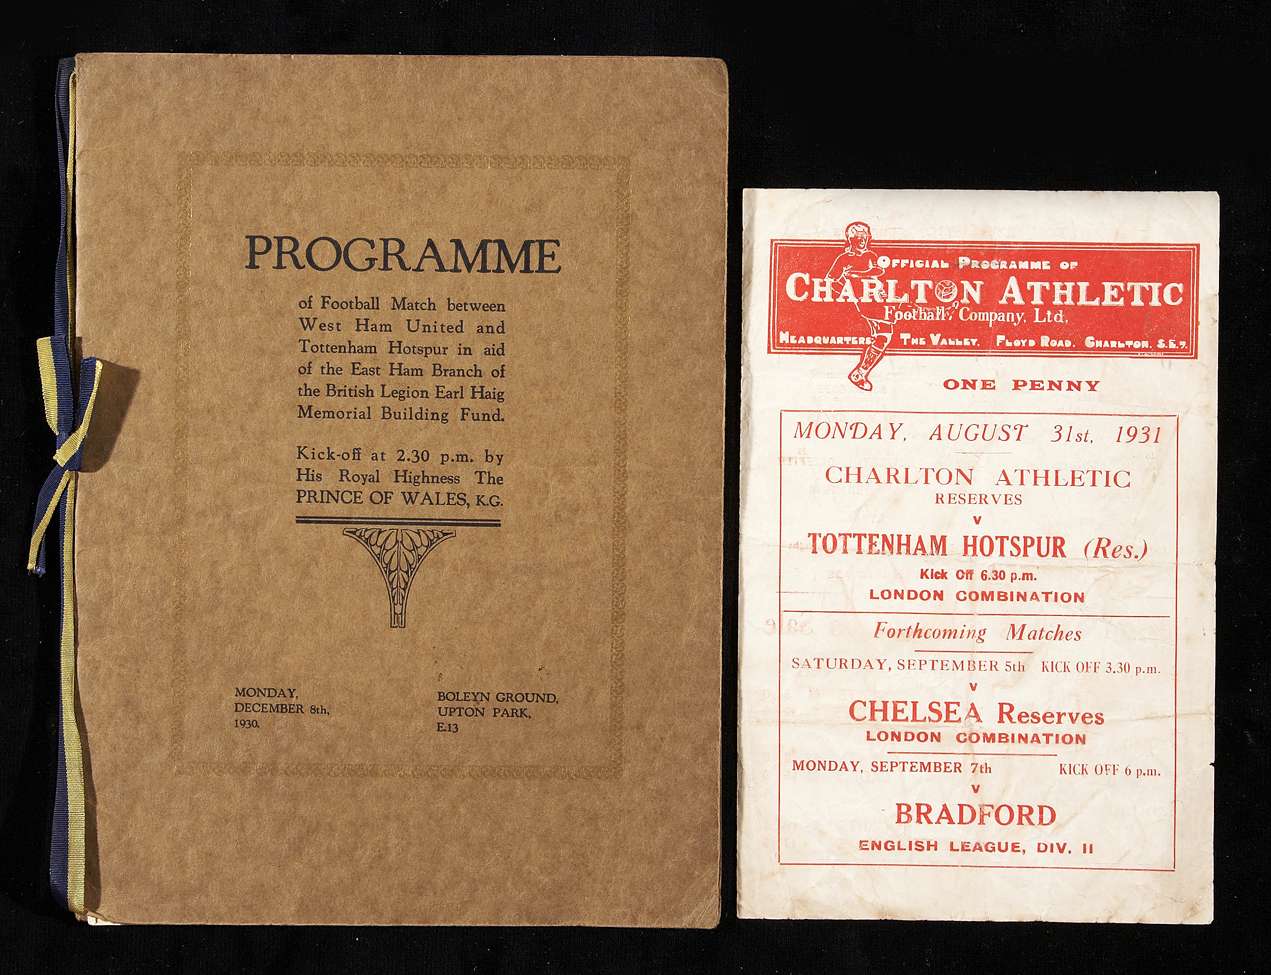 PROGRAMME
of Football Match between
West Ham United and
Tottenham Hotspur in aid
of the East Ham Branch of
the British Legion Earl Haig
Memorial Building Fund.
Kick-off at 2.30 p.m. by
His Royal Highness The
PRINCE OF WALES, K.G.
MONDAY,
DECEMBER 8th,
1930.
BOLEYN GROUND,
UPTON PARK,
E.13
OFFICIAL PROGRAMME OF
CHARLTON ATHLETIC
Football Company, Ltd.
HEADQUARTERS: THE VALLEY, FLOYD ROAD, CHARLTON, S.E.7.
ONE PENNY
MONDAY, AUGUST 31st, 1931
CHARLTON ATHLETIC
RESERVES
v
TOTTENHAM HOTSPUR (Res.)
Kick Off 6.30 p.m.
LONDON COMBINATION
Forthcoming Matches
SATURDAY, SEPTEMBER 5th KICK OFF 3.30 p.m.
v
CHELSEA Reserves
LONDON COMBINATION
MONDAY, SEPTEMBER 7th KICK OFF 6 p.m.
v
BRADFORD
ENGLISH LEAGUE, DIV. II